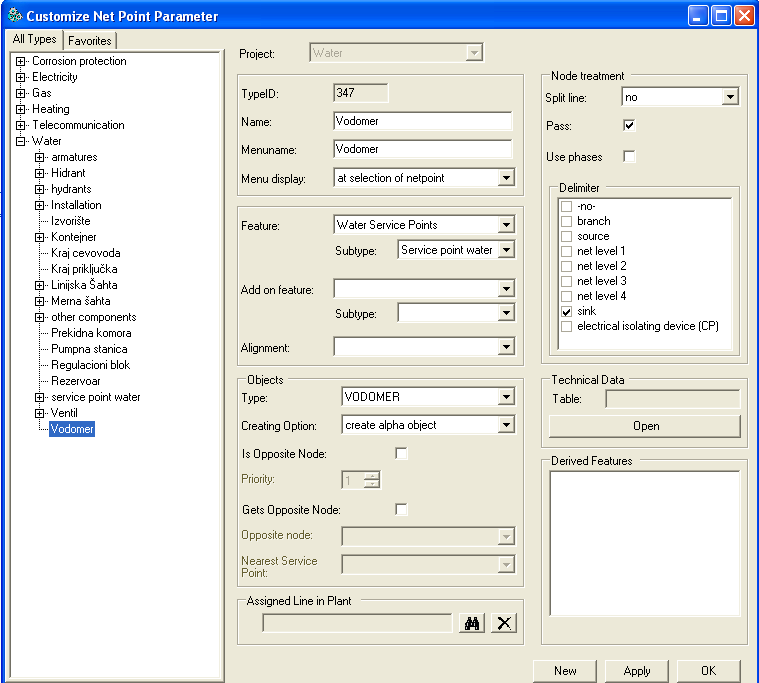 Customize Net Point Parameter
All Types
Favorites
Corrosion protection
Electricity
Gas
Heating
Telecommunication
Water
armatures
Hidrant
hydrants
Installation
Izvorište
Kontejner
Kraj cevovoda
Kraj priključka
Linijska Šahta
Merna šahta
other components
Prekidna komora
Pumpna stanica
Regulacioni blok
Rezervoar
service point water
Ventil
Vodomer
Project: Water
TypeID: 347
Name: Vodomer
Menuname: Vodomer
Menu display: at selection of netpoint
Feature: Water Service Points
Subtype: Service point water
Add on feature:
Subtype:
Alignment:
Objects
Type: VODOMER
Creating Option: create alpha object
Is Opposite Node:
Priority: 1
Gets Opposite Node:
Opposite node:
Nearest Service
Point:
Assigned Line in Plant
Node treatment
Split line: no
Pass:
Use phases
Delimiter
-no-
branch
source
net level 1
net level 2
net level 3
net level 4
sink
electrical isolating device (CP)
Technical Data
Table:
Open
Derived Features
New
Apply
OK